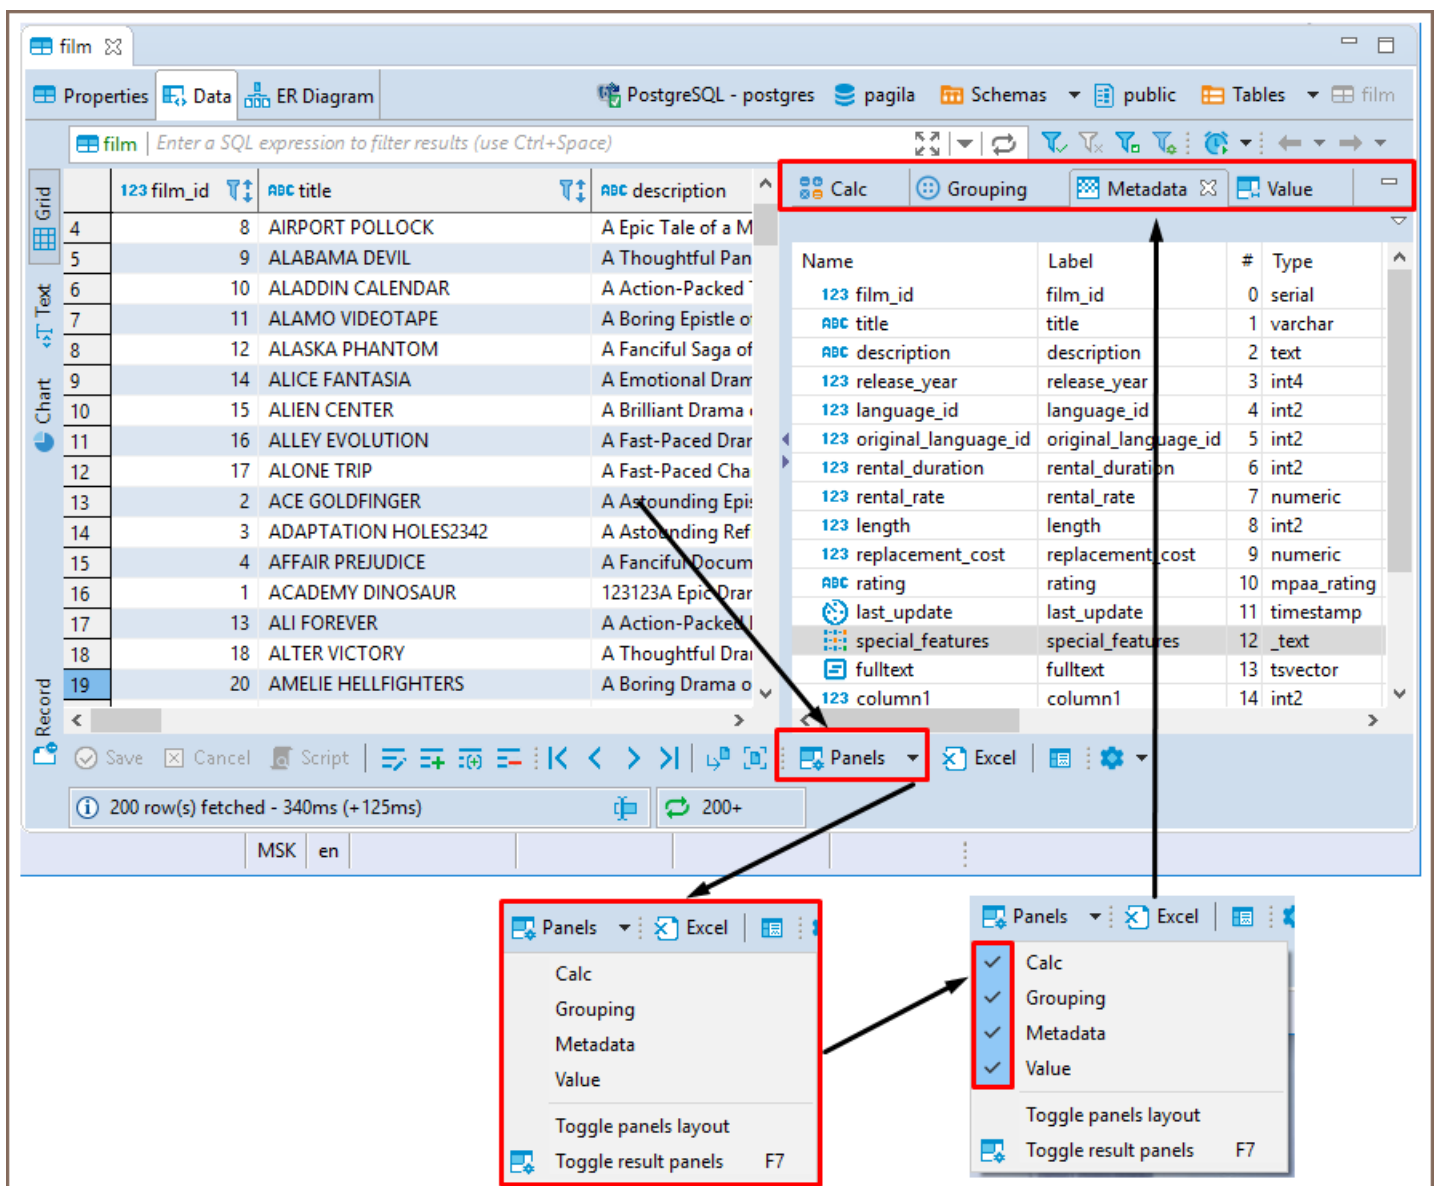 film
Properties Data ER Diagram PostgreSQL - postgres pagila Schemas public Tables film
film Enter a SQL expression to filter results (use Ctrl+Space)
Grid
Text
Chart
Record
123 film_id ABC title ABC description
4 8 AIRPORT POLLOCK A Epic Tale of a M
5 9 ALABAMA DEVIL A Thoughtful Pan
6 10 ALADDIN CALENDAR A Action-Packed
7 11 ALAMO VIDEOTAPE A Boring Epistle o
8 12 ALASKA PHANTOM A Fanciful Saga of
9 14 ALICE FANTASIA A Emotional Dram
10 15 ALIEN CENTER A Brilliant Drama
11 16 ALLEY EVOLUTION A Fast-Paced Drar
12 17 ALONE TRIP A Fast-Paced Cha
13 2 ACE GOLDFINGER A Astounding Epis
14 3 ADAPTATION HOLES2342 A Astounding Ref
15 4 AFFAIR PREJUDICE A Fanciful Docum
16 1 ACADEMY DINOSAUR 123123A Epic Drar
17 13 ALI FOREVER A Action-Packed
18 18 ALTER VICTORY A Thoughtful Drai
19 20 AMELIE HELLFIGHTERS A Boring Drama o
Calc Grouping Metadata Value
Name Label # Type
123 film_id film_id 0 serial
ABC title title 1 varchar
ABC description description 2 text
123 release_year release_year 3 int4
123 language_id language_id 4 int2
123 original_language_id original_language_id 5 int2
123 rental_duration rental_duration 6 int2
123 rental_rate rental_rate 7 numeric
123 length length 8 int2
123 replacement_cost replacement_cost 9 numeric
ABC rating rating 10 mpaa_rating
last_update last_update 11 timestamp
special_features special_features 12 _text
fulltext fulltext 13 tsvector
123 column1 column1 14 int2
Save Cancel Script Panels Excel
200 row(s) fetched - 340ms (+125ms) 200+
MSK en
Panels Excel
Calc
Grouping
Metadata
Value
Toggle panels layout
Toggle result panels F7
Panels Excel
Calc
Grouping
Metadata
Value
Toggle panels layout
Toggle result panels F7